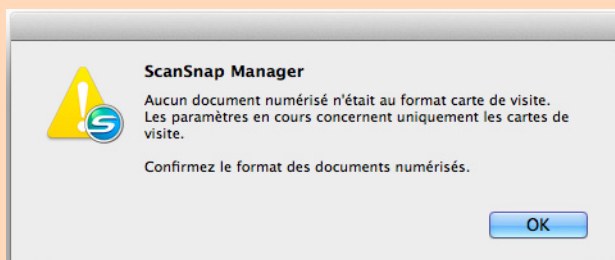 ScanSnap Manager
Aucun document numérisé n'était au format carte de visite.
Les paramètres en cours concernent uniquement les cartes de
visite.
Confirmez le format des documents numérisés.
OK